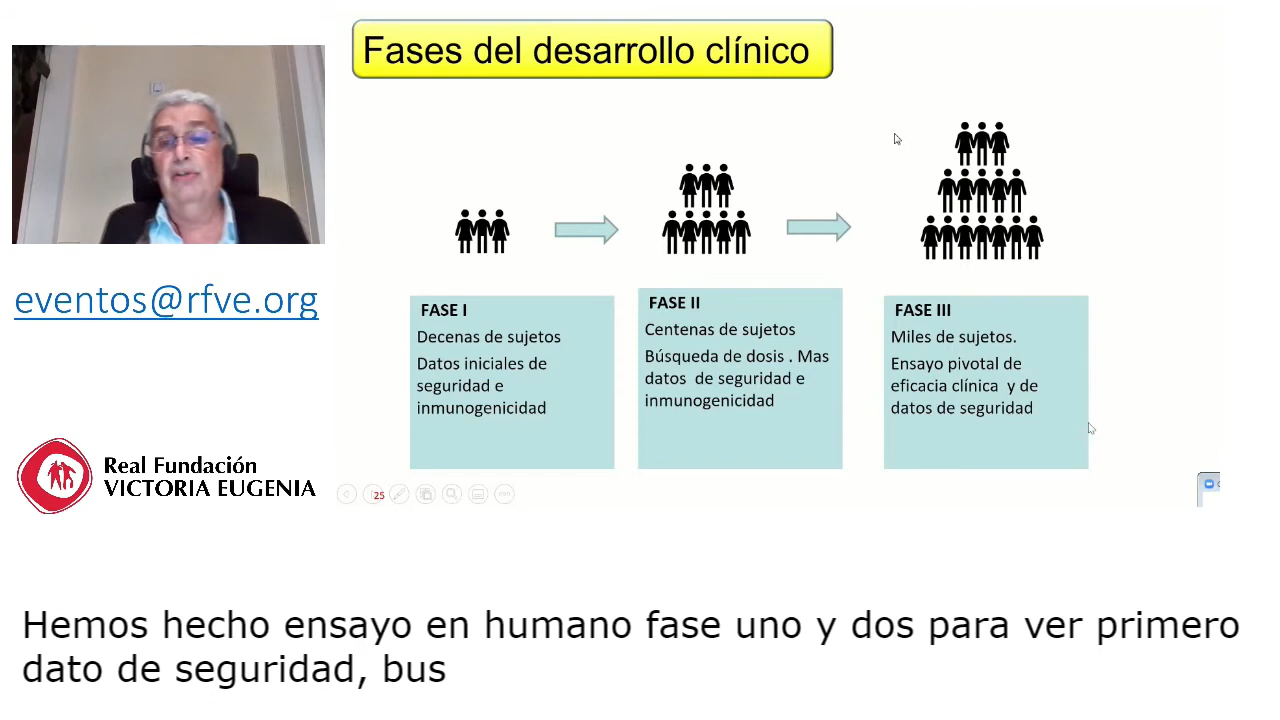 Fases del desarrollo clínico
eventos@rfve.org
FASE I
Decenas de sujetos
Datos iniciales de
seguridad e
inmunogenicidad
FASE II
Centenas de sujetos
Búsqueda de dosis . Mas
datos de seguridad e
inmunogenicidad
FASE III
Miles de sujetos.
Ensayo pivotal de
eficacia clínica y de
datos de seguridad
Real Fundación
VICTORIA EUGENIA
25
Hemos hecho ensayo en humano fase uno y dos para ver primero
dato de seguridad, bus